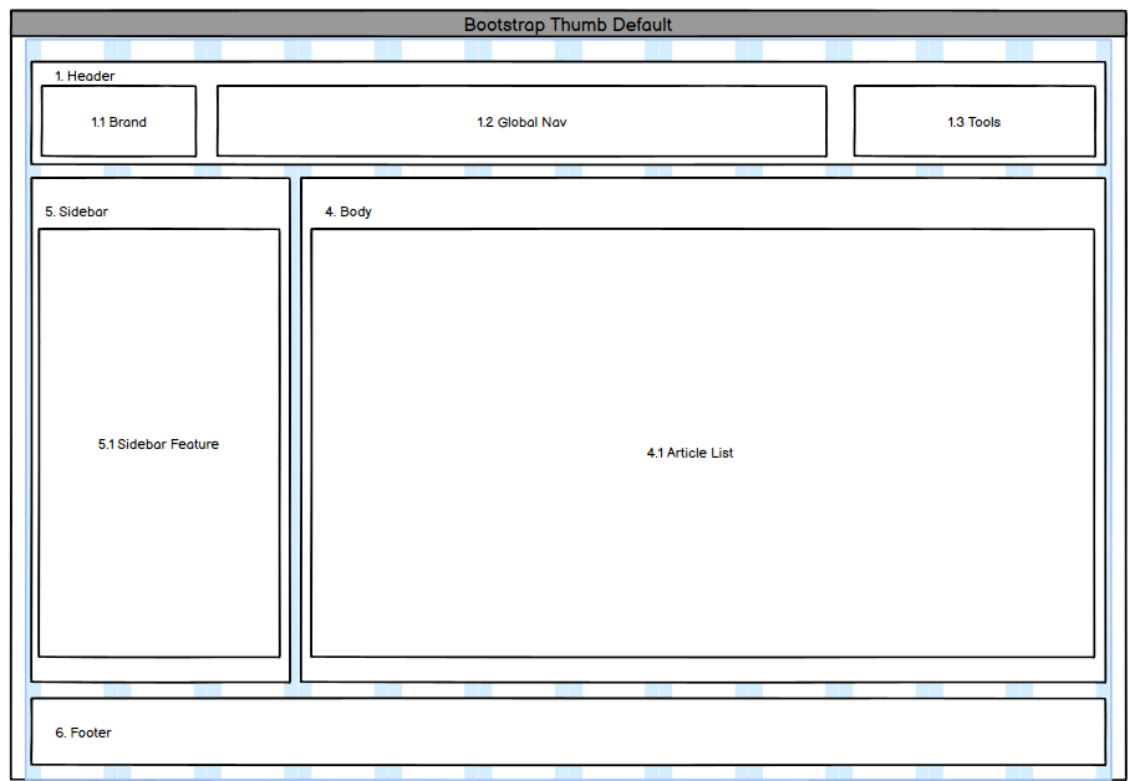 Bootstrap Thumb Default
1. Header
1.1 Brand
1.2 Global Nav
1.3 Tools
5. Sidebar
4. Body
5.1 Sidebar Feature
4.1 Article List
6. Footer